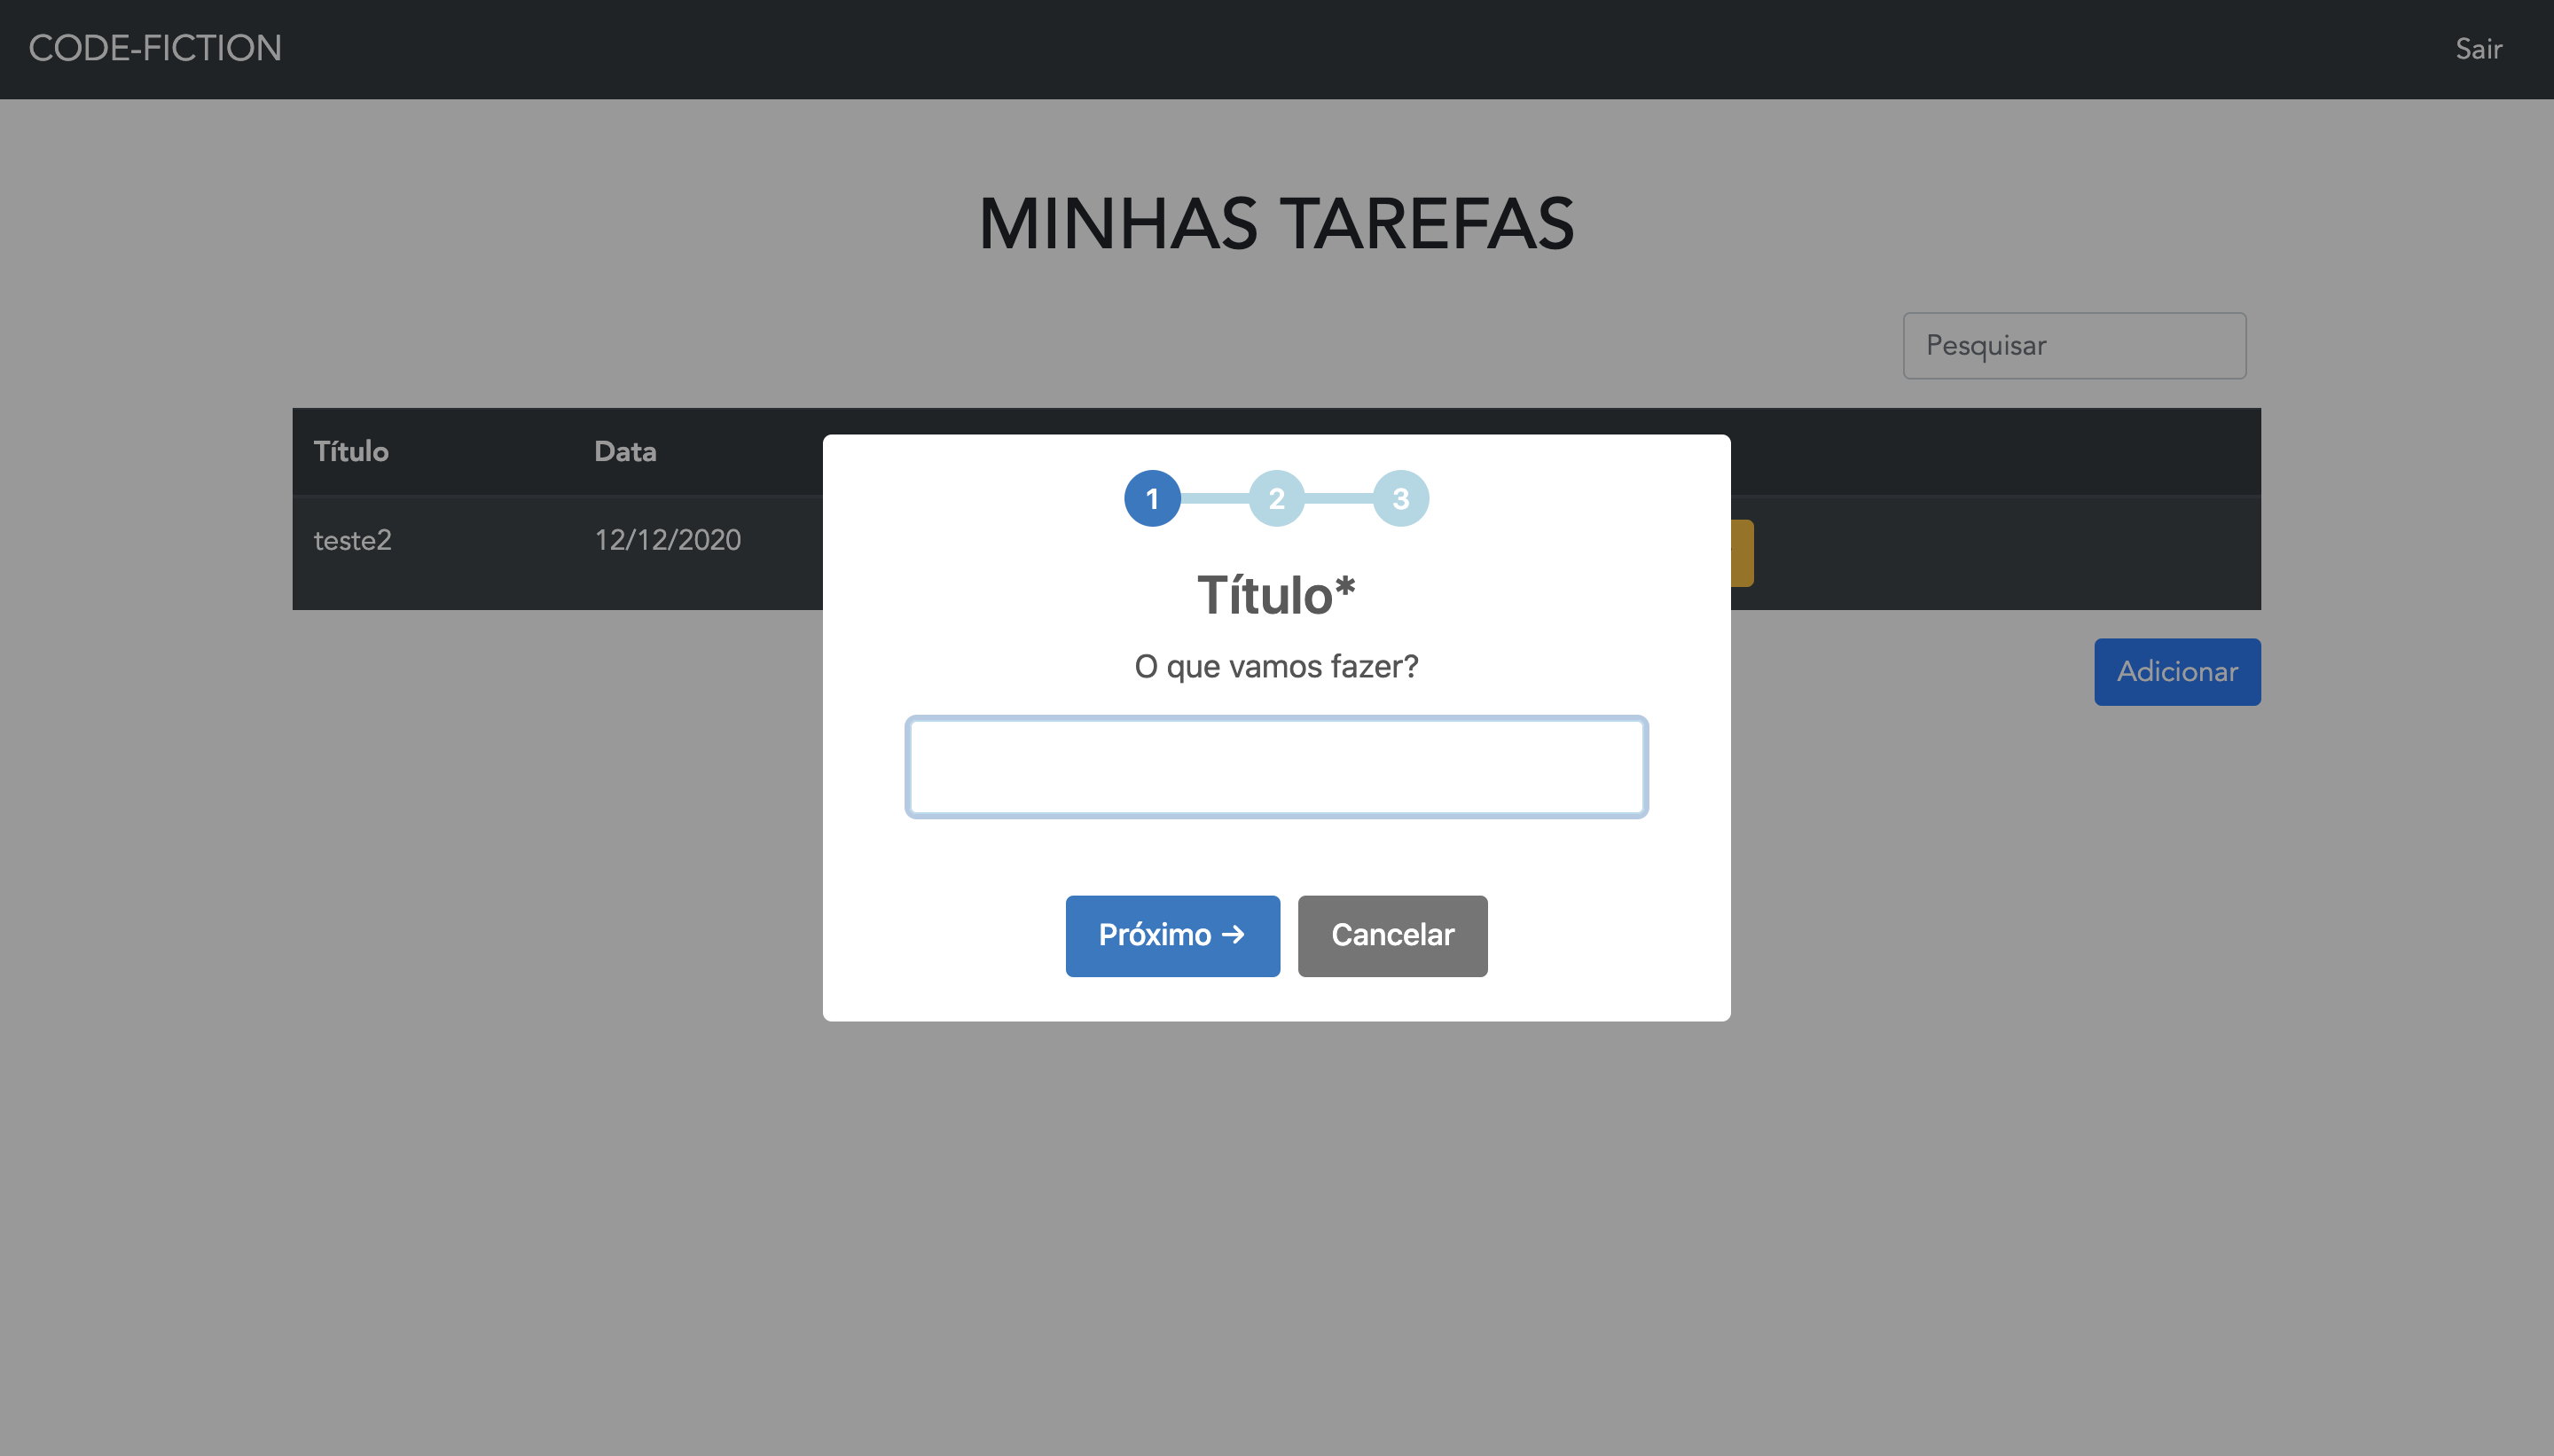 CODE-FICTION
Sair
MINHAS TAREFAS
Pesquisar
Título Data
teste2 12/12/2020
1 2 3
Título*
O que vamos fazer?
Próximo →
Cancelar
Adicionar